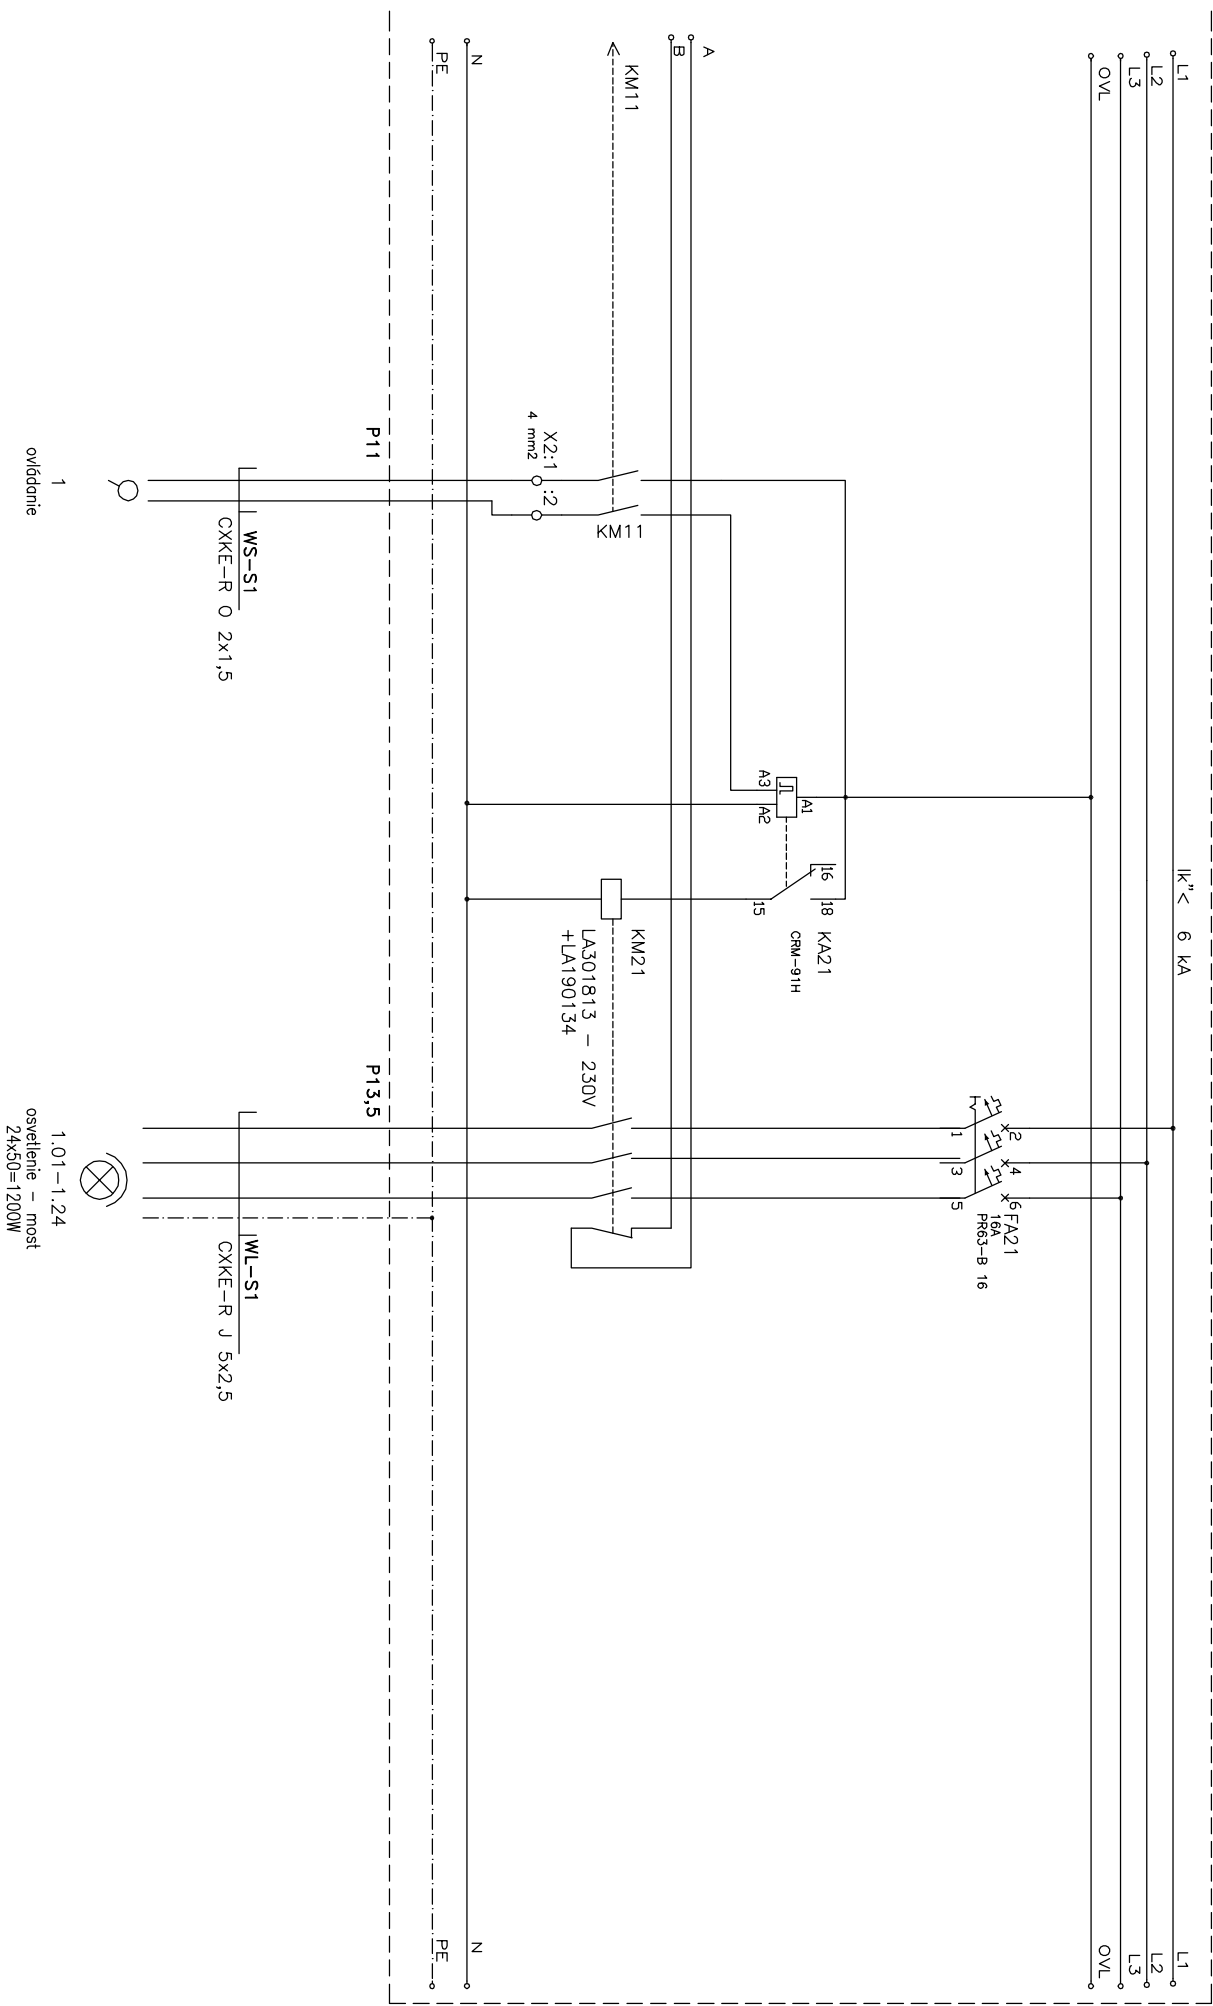 L1
L2
L3
OVL
Ik"< 6 kA
L1
L2
L3
OVL
FA21
16A
PR63-B 16
2
4
6
1
3
5
A1
A3
A2
16
18
15
KA21
CRM-91H
A
B
KM11
KM11
KM21
LA301813 - 230V
+LA190134
X2:1
:2
4 mm2
N
PE
N
PE
P11
P13,5
WS-S1
CXKE-R O 2x1,5
WL-S1
CXKE-R J 5x2,5
1
ovládanie
1.01-1.24
osvetlenie - most
24x50=1200W